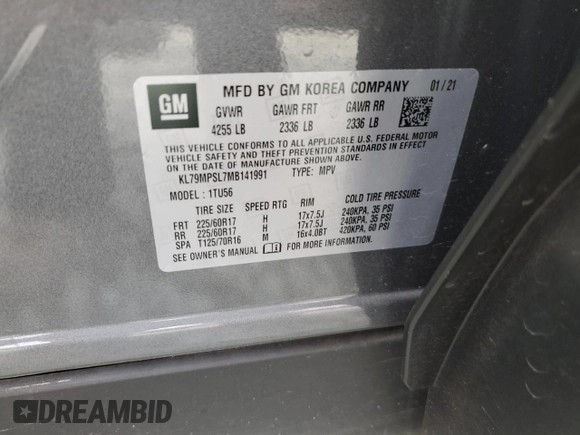 GM
MFD BY GM KOREA COMPANY 01/21
GVWR GAWR FRT GAWR RR
4255 LB 2336 LB 2336 LB
THIS VEHICLE CONFORMS TO ALL APPLICABLE U.S. FEDERAL MOTOR
VEHICLE SAFETY, BUMPER, AND THEFT PREVENTION STANDARDS IN EFFECT
ON THE DATE OF MANUFACTURE SHOWN ABOVE.
KL79MPSL7MB141991 TYPE: MPV
MODEL: 1TU56
TIRE SIZE SPEED RTG RIM COLD TIRE PRESSURE
FRT 225/60R17 H 17x7.5J 240KPA, 35 PSI
RR 225/60R17 H 17x7.5J 240KPA, 35 PSI
SPA T125/70R16 M 16x4.0BT 420KPA, 60 PSI
SEE OWNER'S MANUAL FOR MORE INFORMATION.
DREAMBID